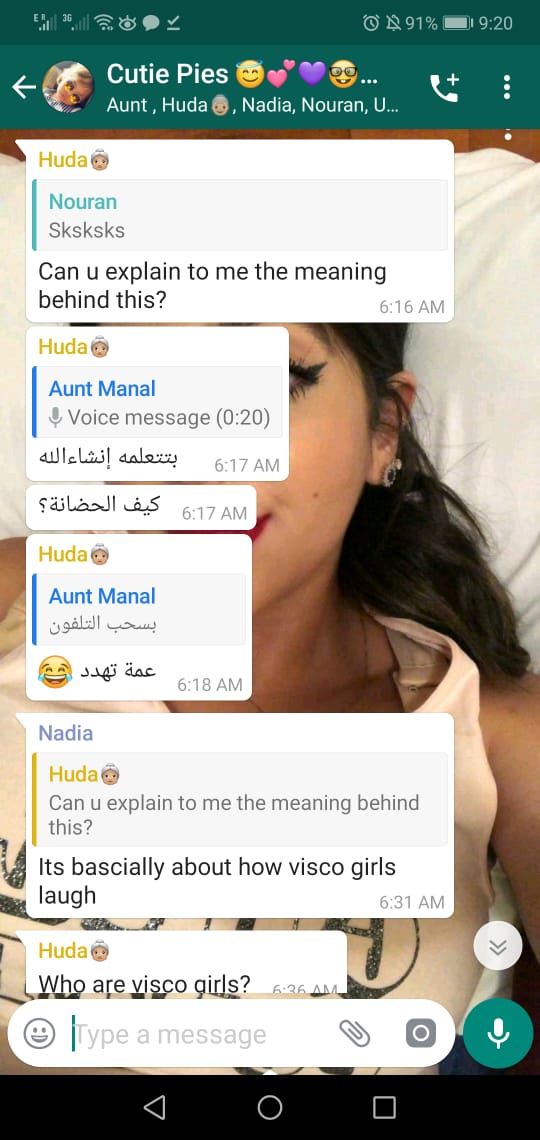 3G 91% 9:20
Cutie Pies 😇💕💜🤓...
Aunt , Huda👵🏼, Nadia, Nouran, U...
Huda👵🏼
Nouran
Sksksks
Can u explain to me the meaning
behind this?
6:16 AM
Huda👵🏼
Aunt Manal
Voice message (0:20)
بتتعلمه إنشاءالله
6:17 AM
كيف الحضانة؟
6:17 AM
Huda👵🏼
Aunt Manal
بسحب التلفون
عمة تهدد 😂
6:18 AM
Nadia
Huda👵🏼
Can u explain to me the meaning behind
this?
Its bascially about how visco girls
laugh
6:31 AM
Huda👵🏼
Who are visco girls?
6:36 AM
Type a message